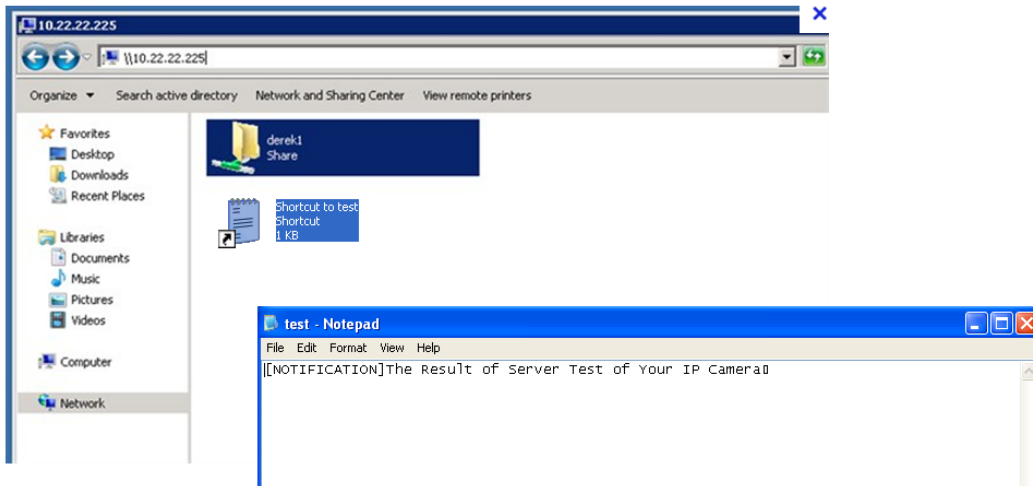 10.22.22.225
\\10.22.22.225
Organize Search active directory Network and Sharing Center View remote printers
Favorites
Desktop
Downloads
Recent Places
Libraries
Documents
Music
Pictures
Videos
Computer
Network
derek1
Share
Shortcut to test
Shortcut
1 KB
test - Notepad
File Edit Format View Help
[NOTIFICATION]The Result of Server Test of Your IP Camera